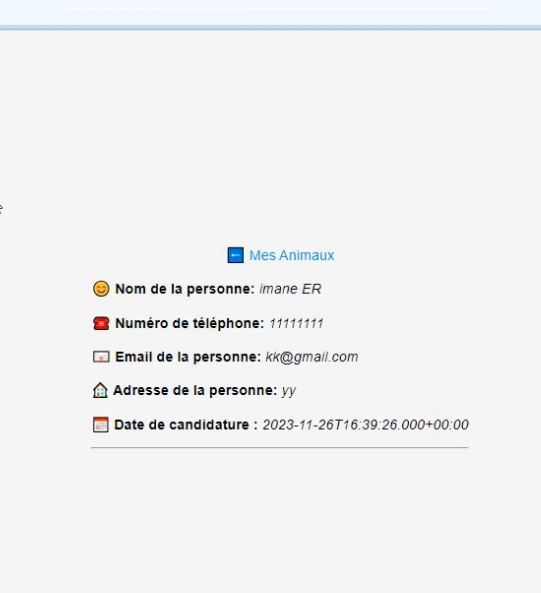 Mes Animaux
Nom de la personne: imane ER
Numéro de téléphone: 11111111
Email de la personne: kk@gmail.com
Adresse de la personne: yy
Date de candidature : 2023-11-26T16:39:26.000+00:00